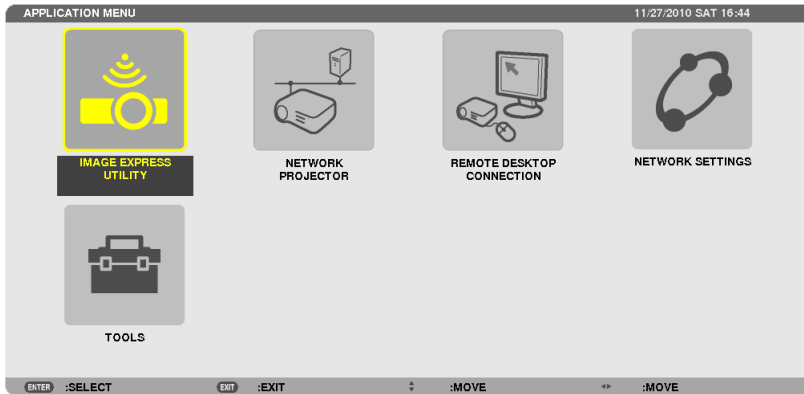 APPLICATION MENU 11/27/2010 SAT 16:44
IMAGE EXPRESS
UTILITY
NETWORK
PROJECTOR
REMOTE DESKTOP
CONNECTION
NETWORK SETTINGS
TOOLS
ENTER :SELECT EXIT :EXIT :MOVE :MOVE